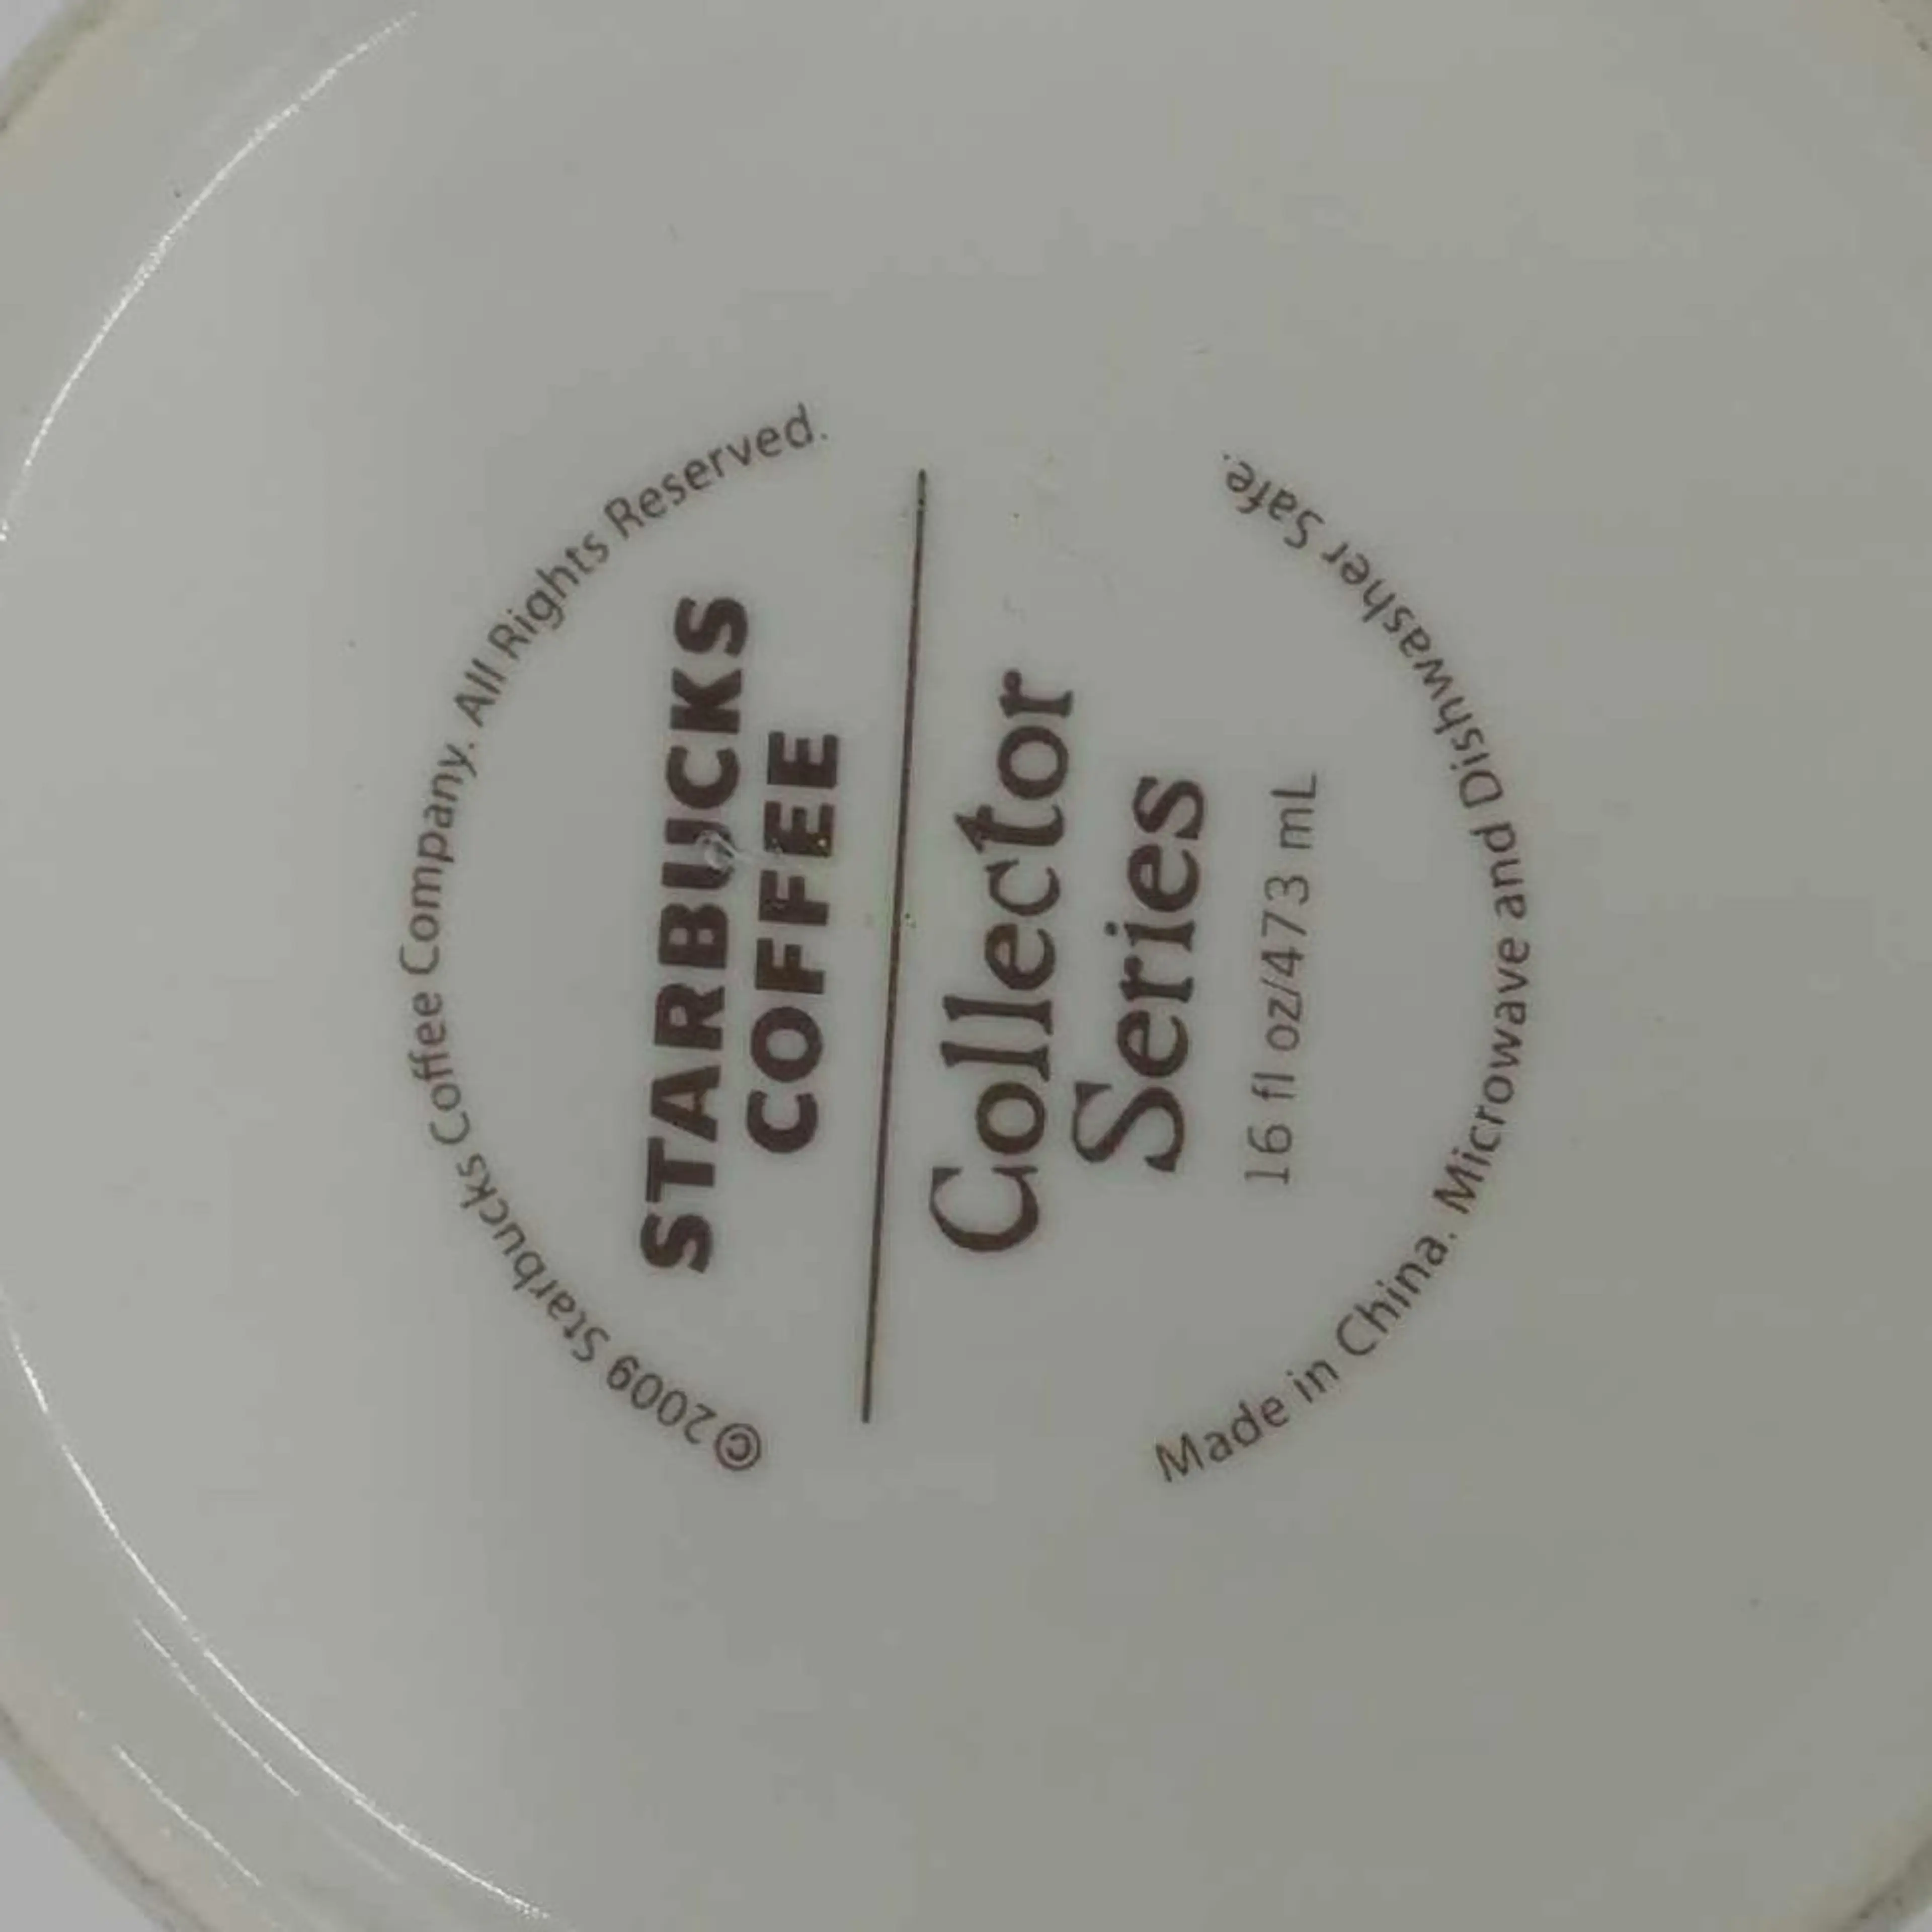 ©2009 Starbucks Coffee Company. All Rights Reserved.
STARBUCKS
COFFEE
Collector
Series
16 fl oz/473 mL
Made in China. Microwave and Dishwasher Safe.